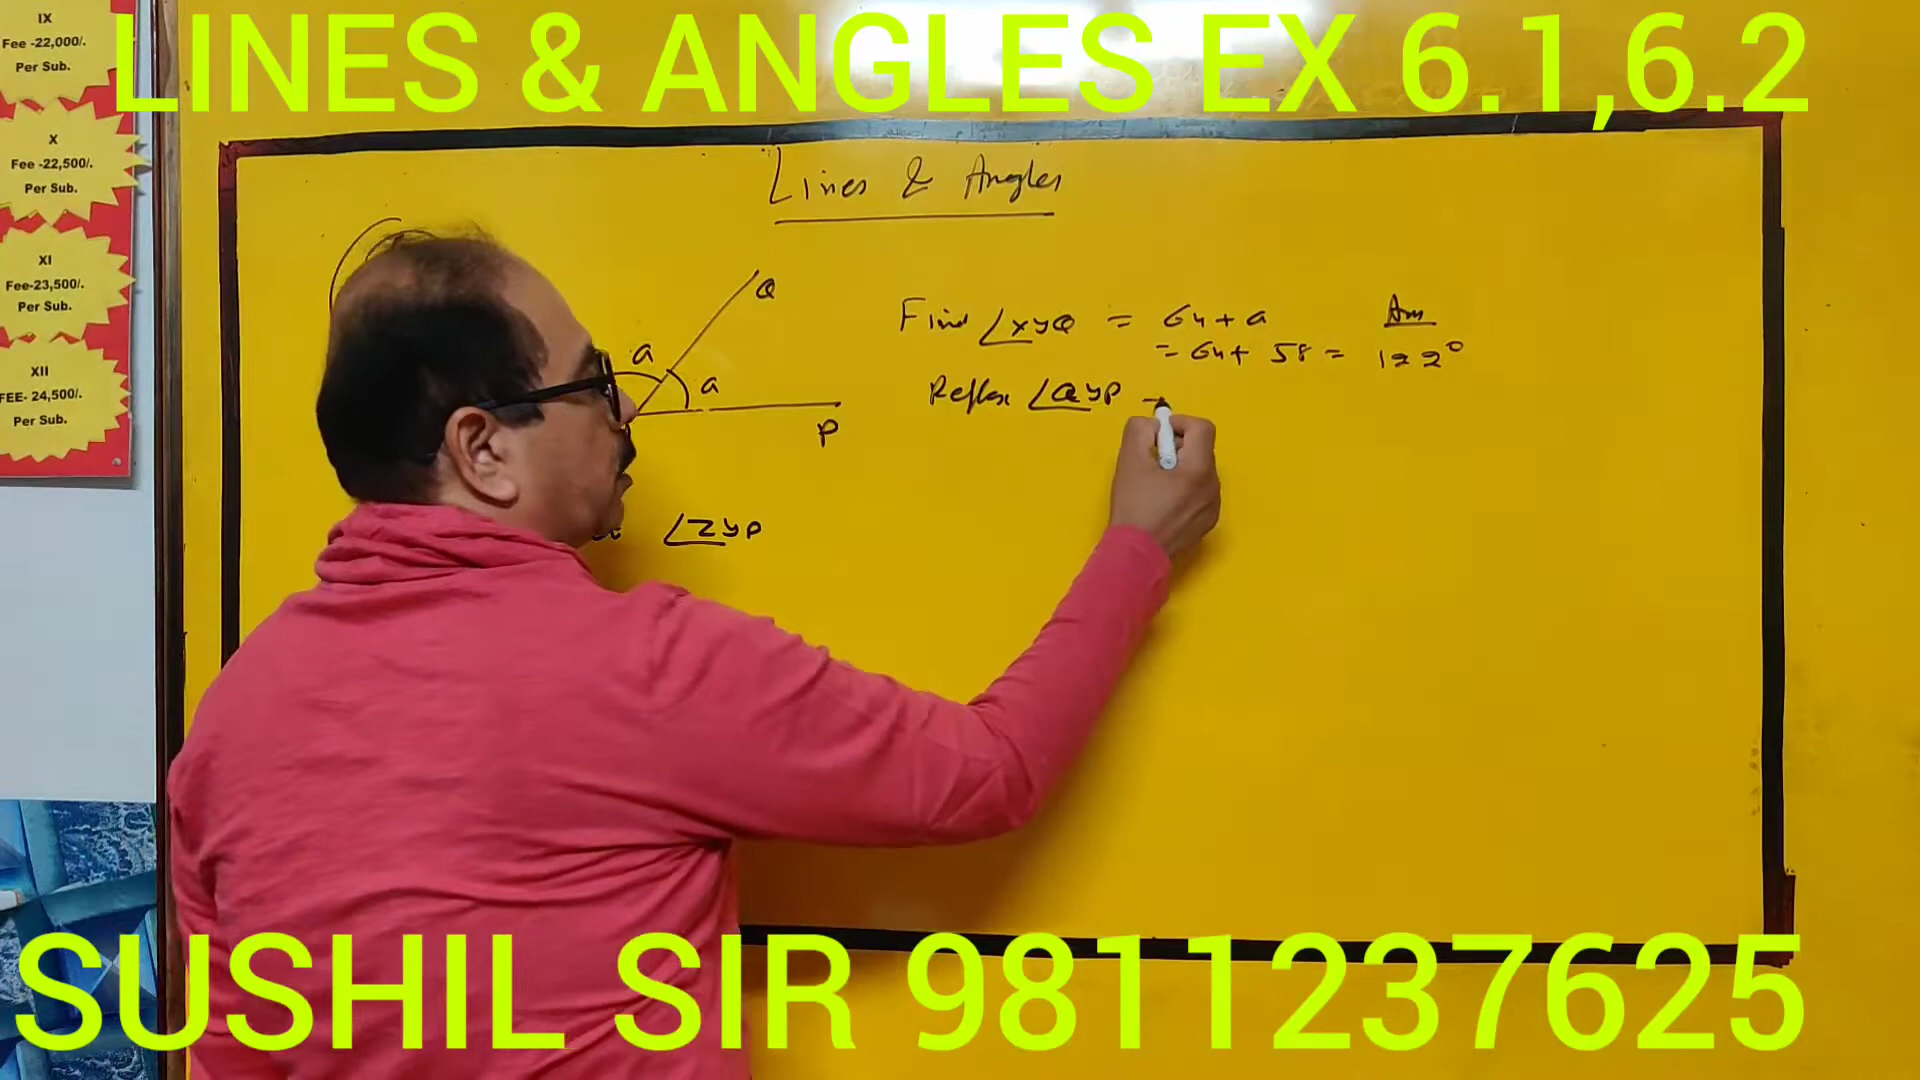 LINES & ANGLES EX 6.1,6.2
IX
Fee -22,000/.
Per Sub.
X
Fee -22,500/.
Per Sub.
XI
Fee-23,500/.
Per Sub.
XII
FEE- 24,500/.
Per Sub.
Lines & Angles
Q
a
a
P
∠ZYP
Find ∠XYQ = 64 + a Ans
= 64 + 58 = 122°
Reflex ∠QYP =
SUSHIL SIR 9811237625